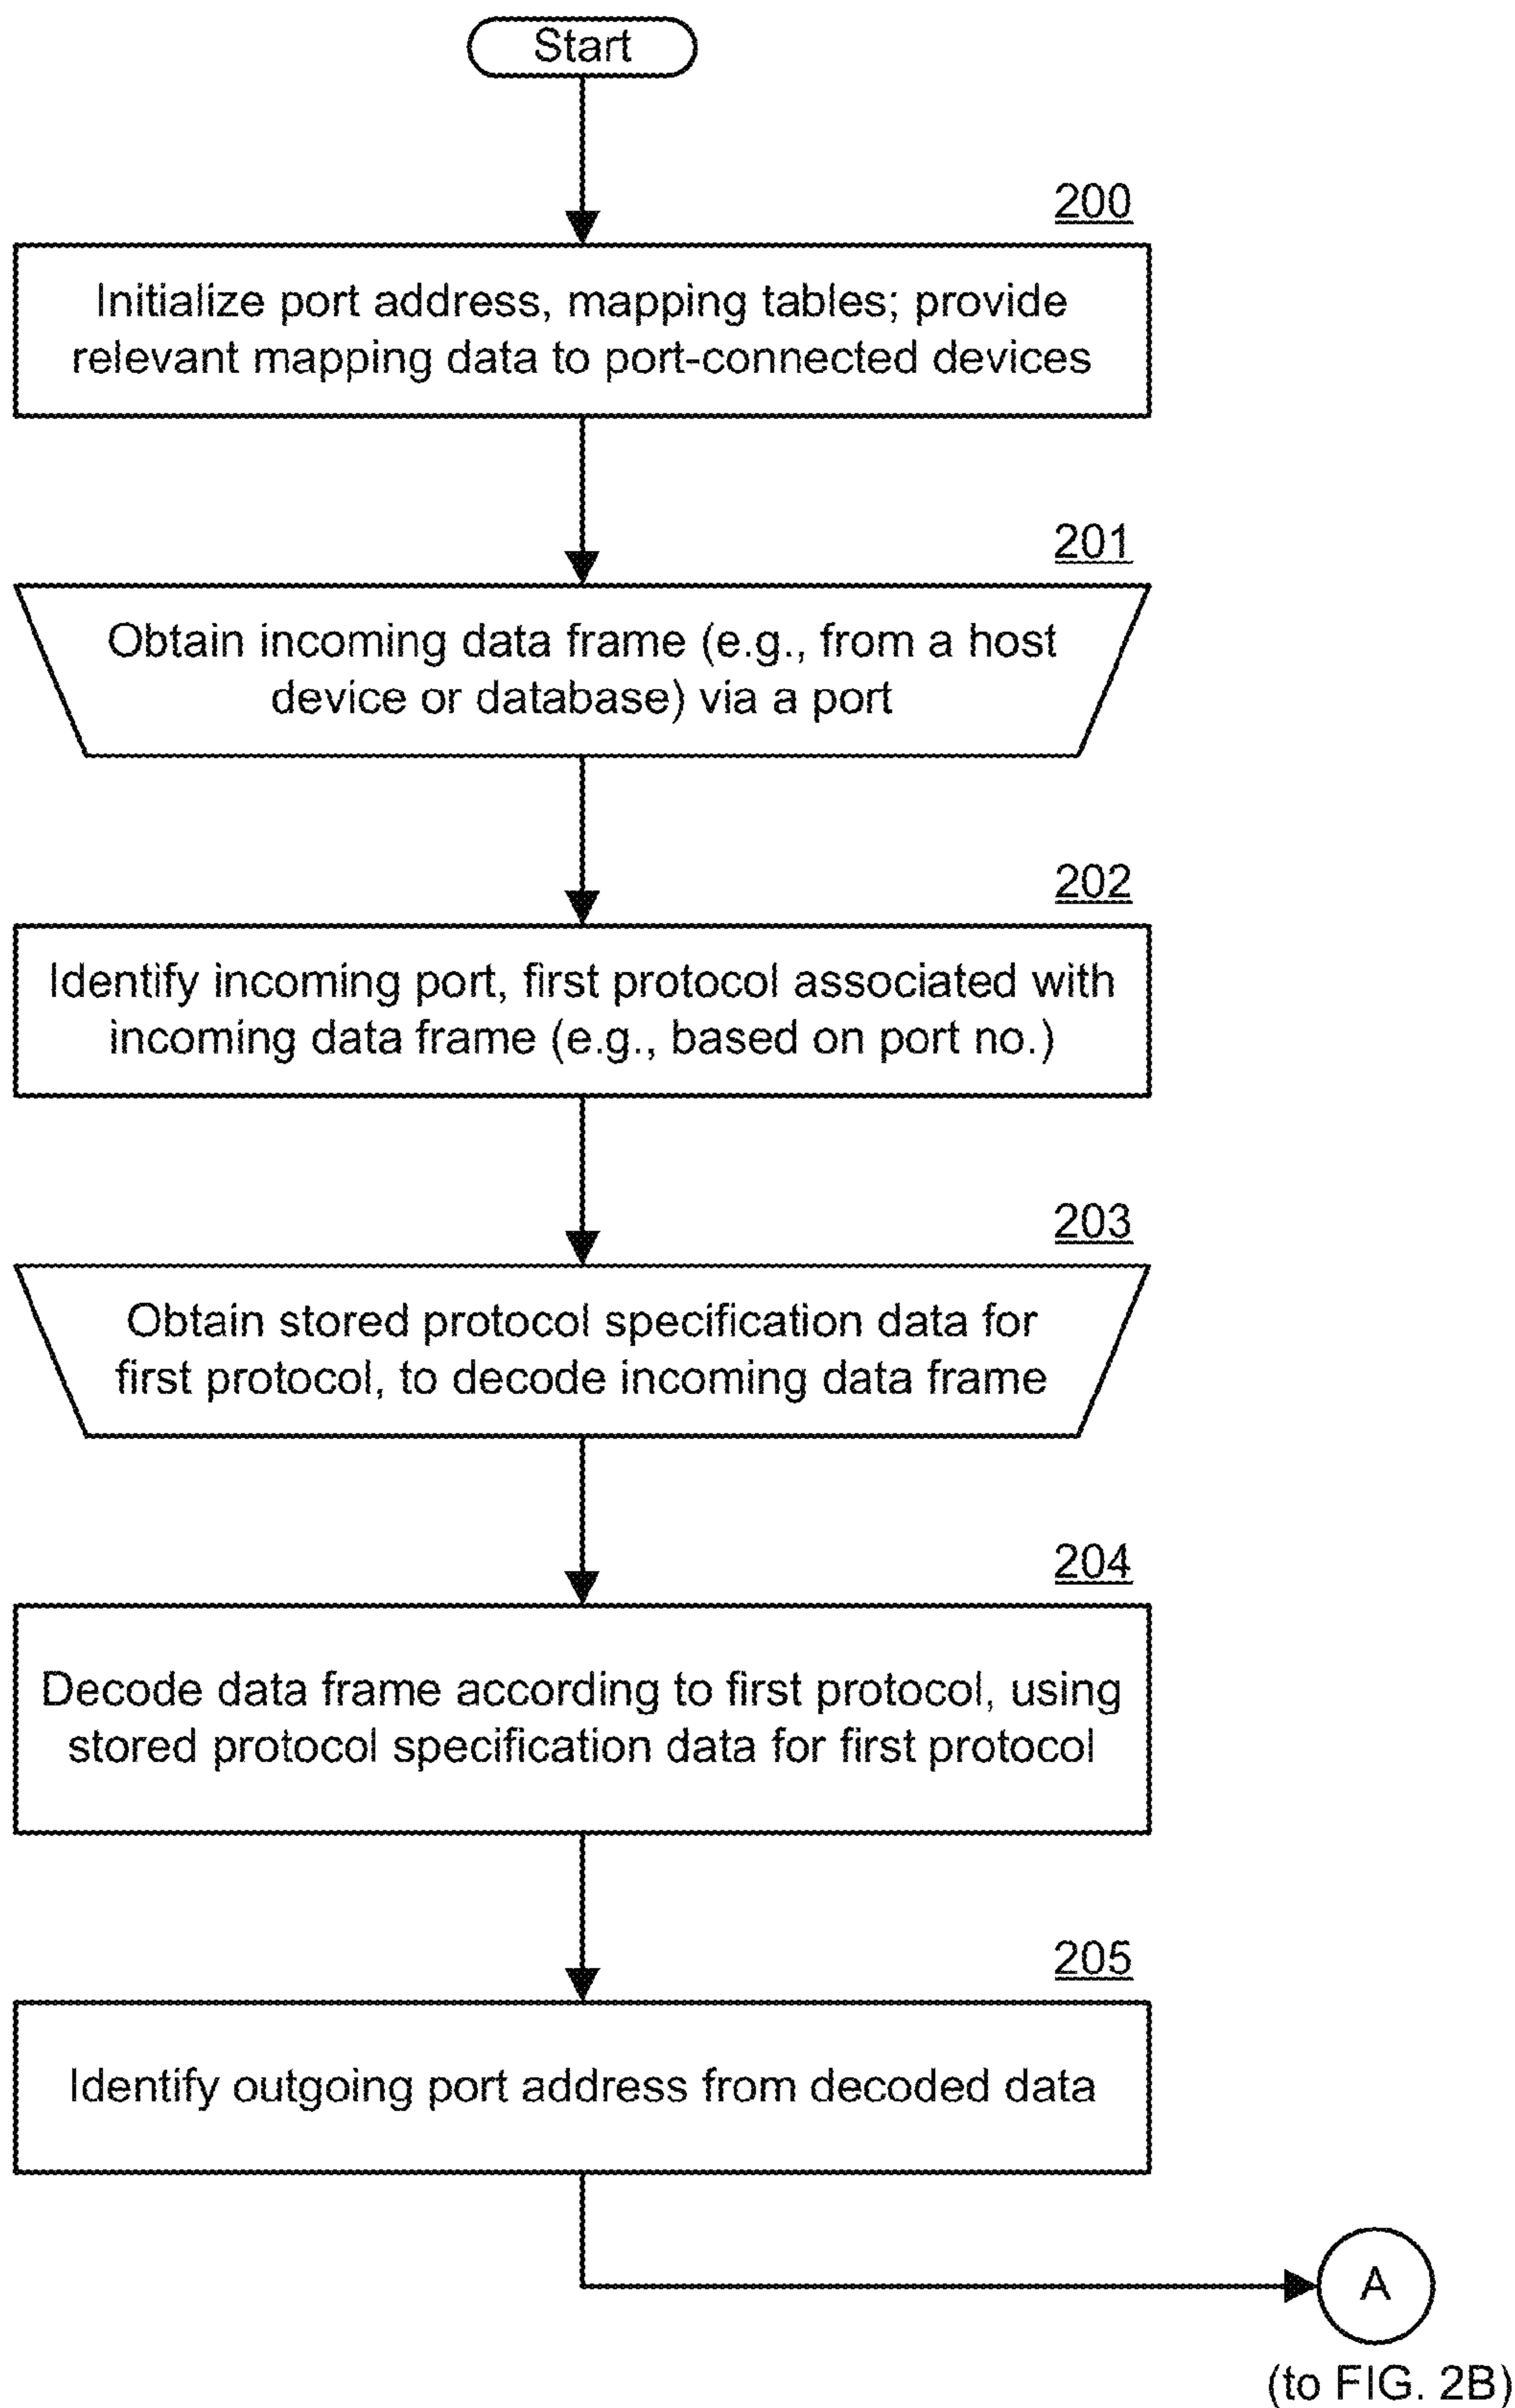 Start
200
Initialize port address, mapping tables; provide
relevant mapping data to port-connected devices
201
Obtain incoming data frame (e.g., from a host
device or database) via a port
202
Identify incoming port, first protocol associated with
incoming data frame (e.g., based on port no.)
203
Obtain stored protocol specification data for
first protocol, to decode incoming data frame
204
Decode data frame according to first protocol, using
stored protocol specification data for first protocol
205
Identify outgoing port address from decoded data
A
(to FIG. 2B)